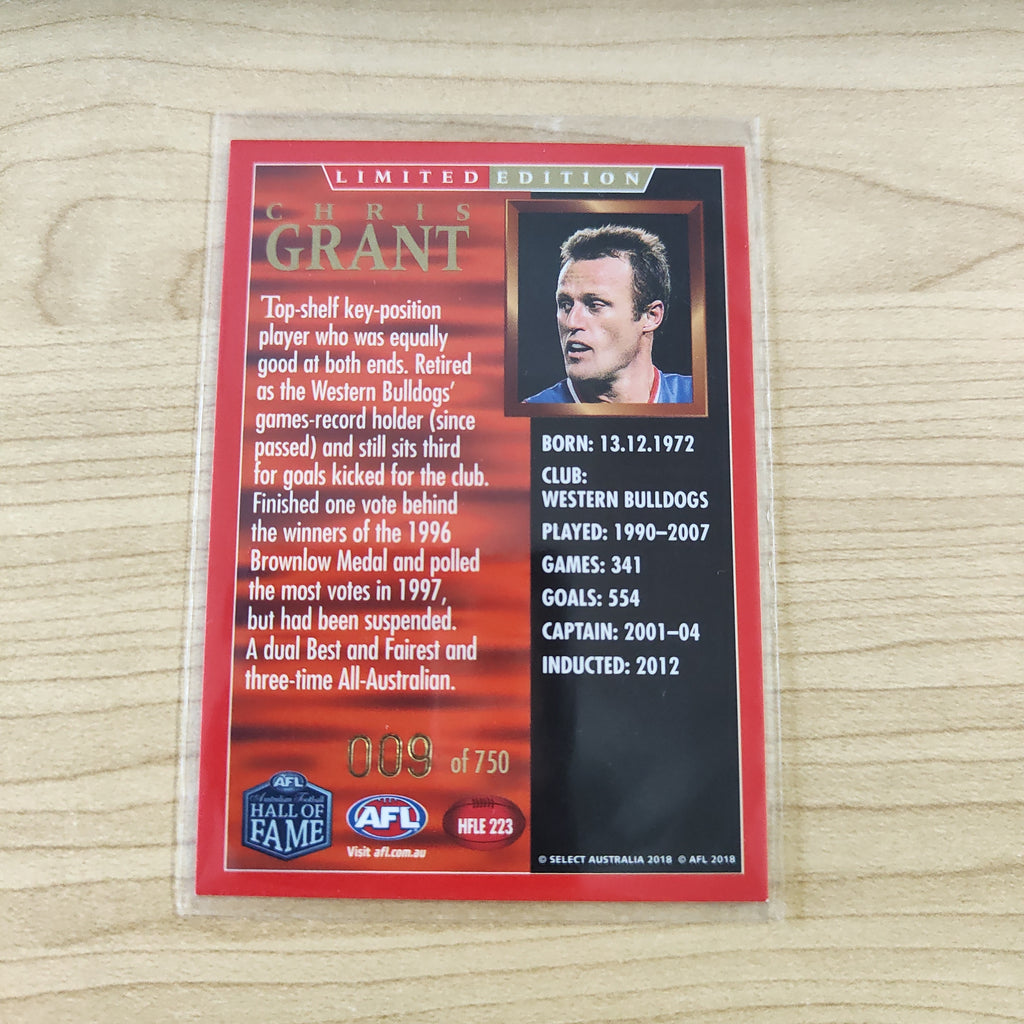 LIMITED EDITION
CHRIS
GRANT
Top-shelf key-position
player who was equally
good at both ends. Retired
as the Western Bulldogs'
games-record holder (since
passed) and still sits third
for goals kicked for the club.
Finished one vote behind
the winners of the 1996
Brownlow Medal and polled
the most votes in 1997,
but had been suspended.
A dual Best and Fairest and
three-time All-Australian.
009 of 750
AFL
Australian Football
HALL OF
FAME
AFL
Visit afl.com.au
HFLE 223
BORN: 13.12.1972
CLUB:
WESTERN BULLDOGS
PLAYED: 1990–2007
GAMES: 341
GOALS: 554
CAPTAIN: 2001–04
INDUCTED: 2012
© SELECT AUSTRALIA 2018 © AFL 2018